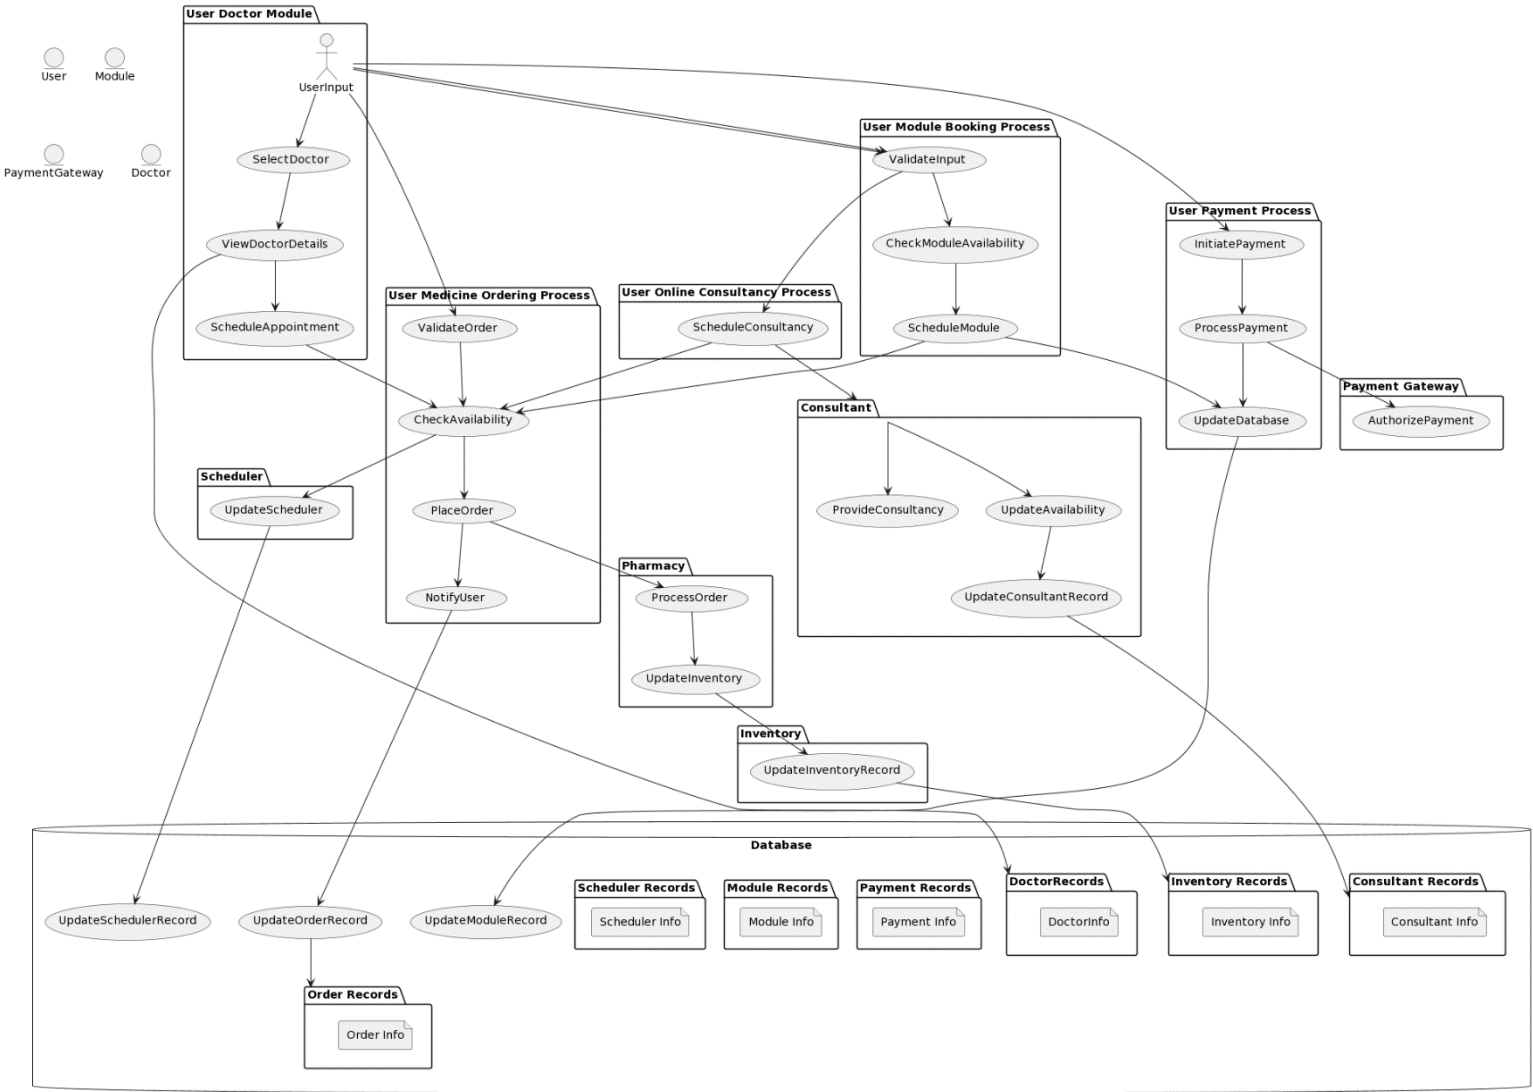 User Doctor Module
User
Module
UserInput
PaymentGateway
Doctor
SelectDoctor
ViewDoctorDetails
ScheduleAppointment
User Module Booking Process
ValidateInput
CheckModuleAvailability
ScheduleModule
User Payment Process
InitiatePayment
ProcessPayment
UpdateDatabase
User Medicine Ordering Process
ValidateOrder
CheckAvailability
PlaceOrder
NotifyUser
User Online Consultancy Process
ScheduleConsultancy
Payment Gateway
AuthorizePayment
Consultant
ProvideConsultancy
UpdateAvailability
UpdateConsultantRecord
Scheduler
UpdateScheduler
Pharmacy
ProcessOrder
UpdateInventory
Inventory
UpdateInventoryRecord
Database
UpdateSchedulerRecord
UpdateOrderRecord
UpdateModuleRecord
Scheduler Records
Scheduler Info
Module Records
Module Info
Payment Records
Payment Info
DoctorRecords
DoctorInfo
Inventory Records
Inventory Info
Consultant Records
Consultant Info
Order Records
Order Info